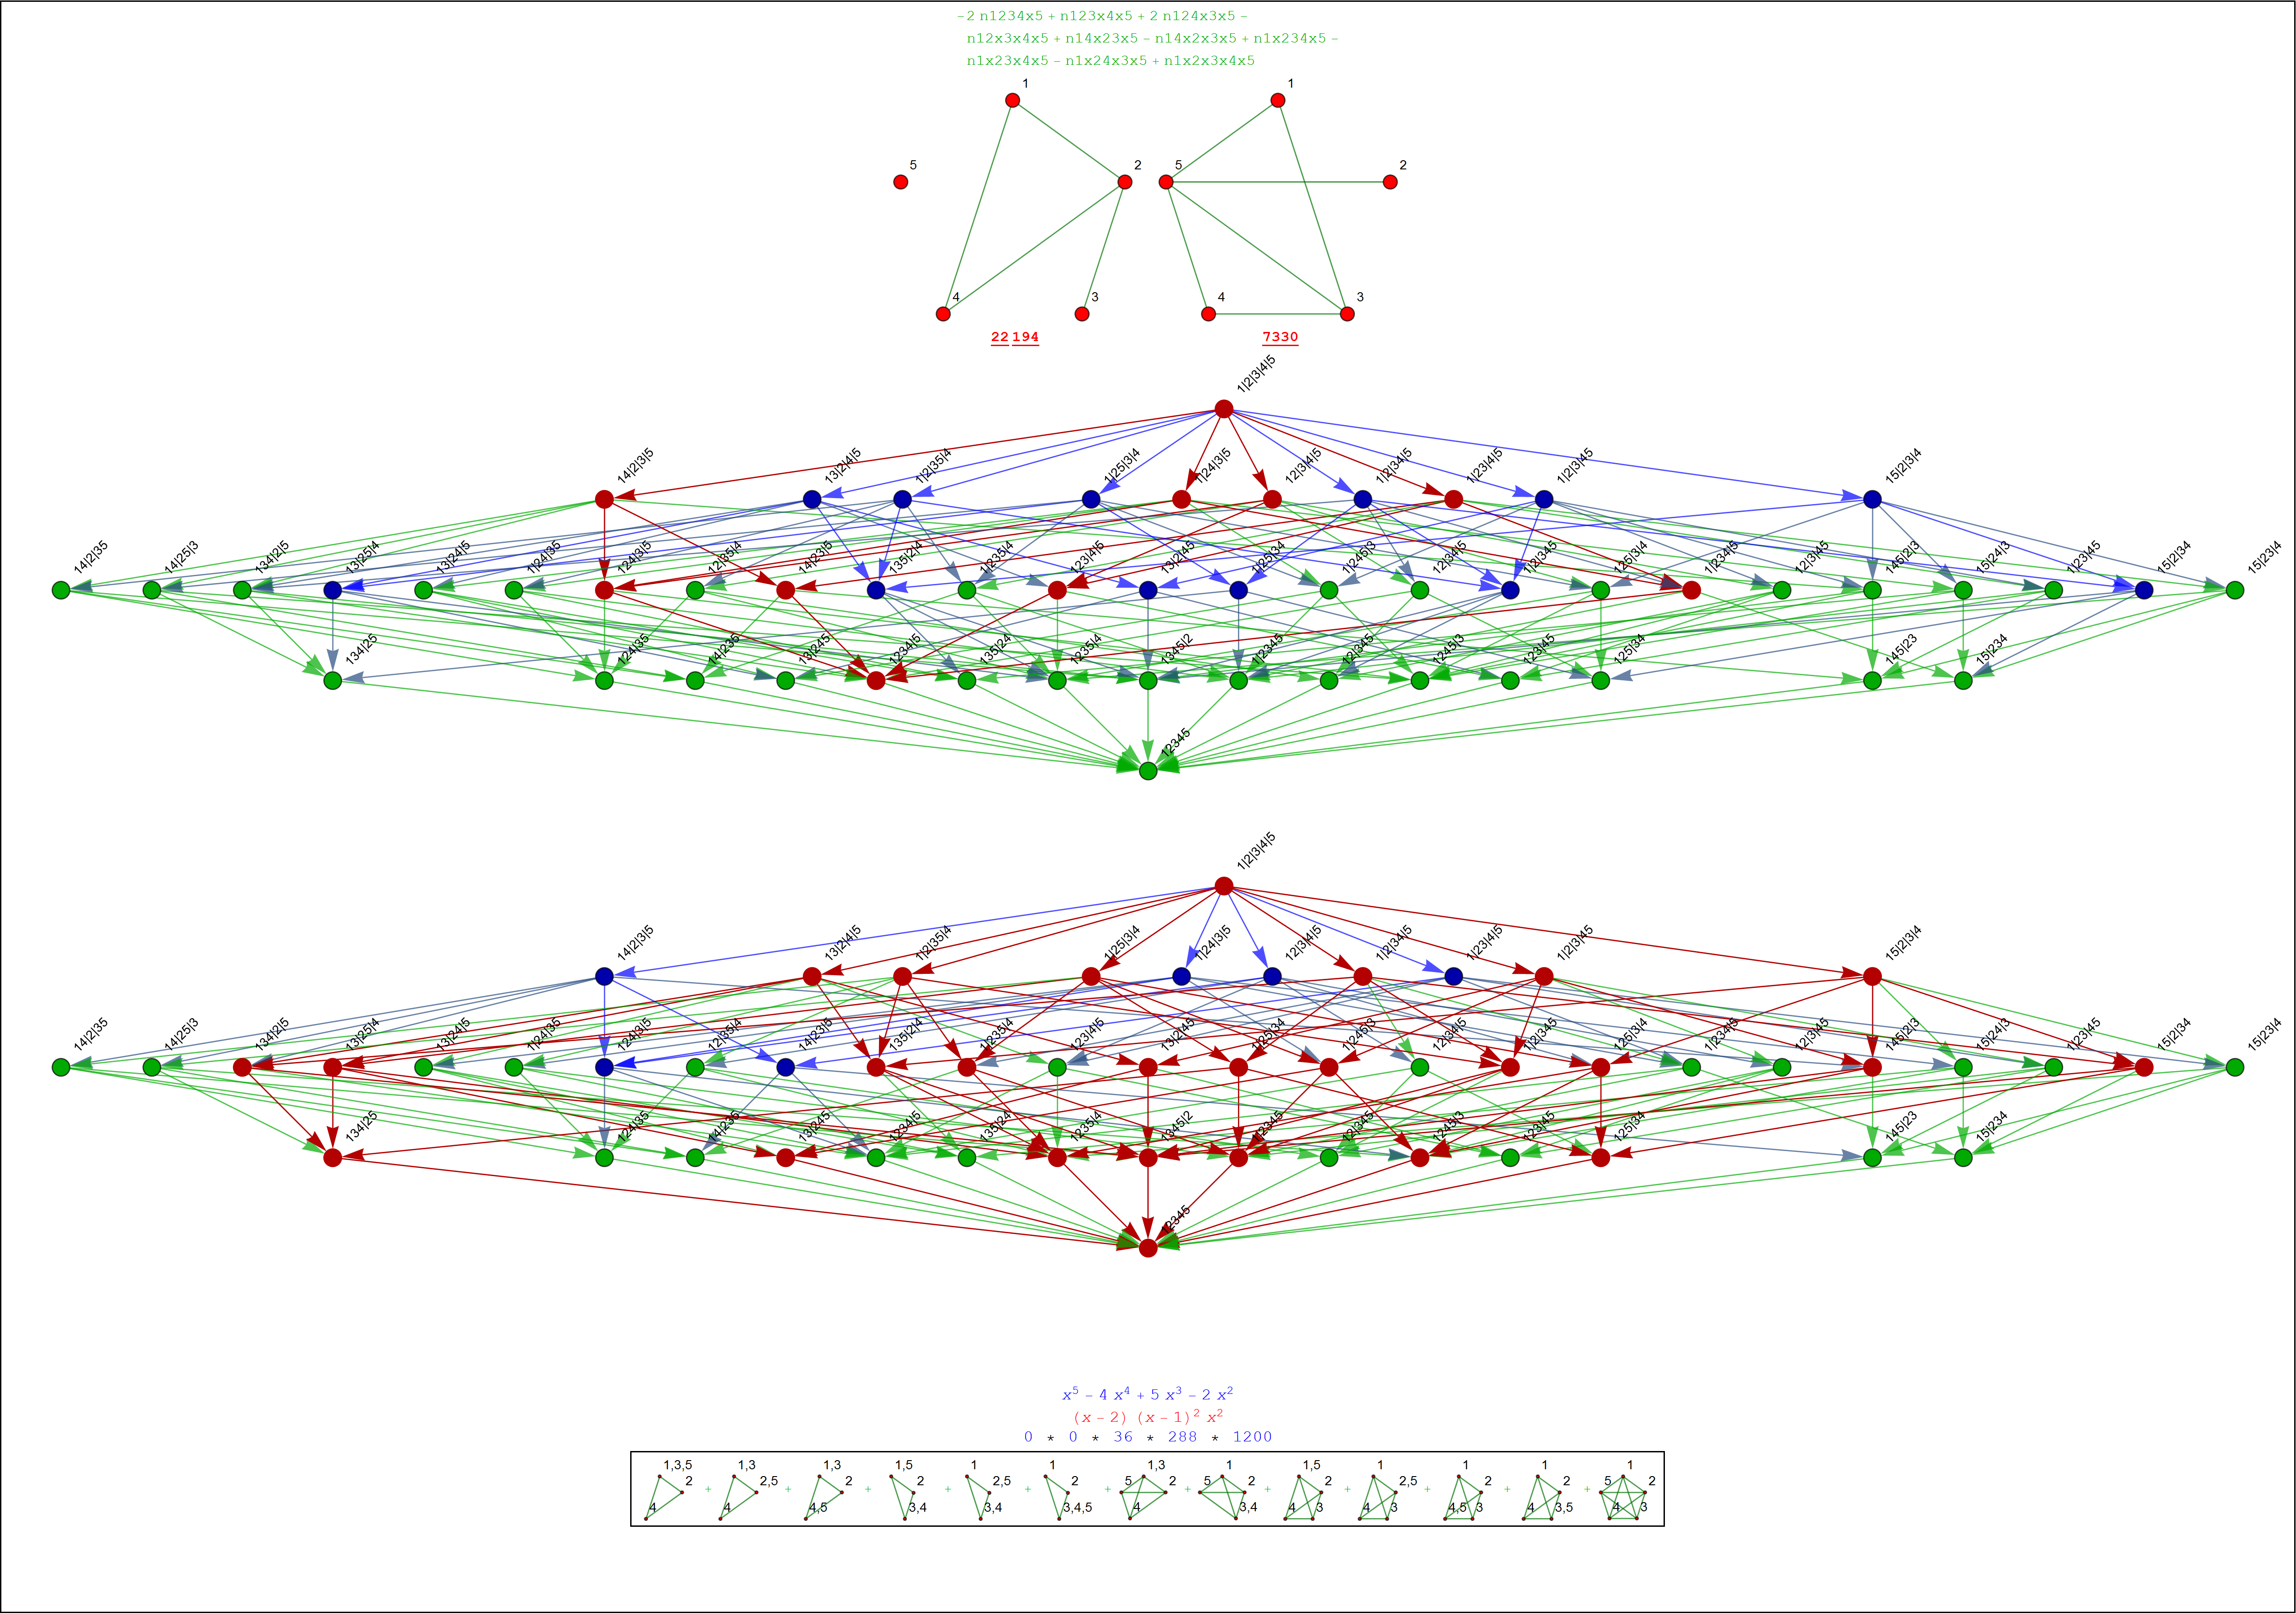 -2 n1234x5 + n123x4x5 + 2 n124x3x5 -
n12x3x4x5 + n14x23x5 - n14x2x3x5 + n1x234x5 -
n1x23x4x5 - n1x24x3x5 + n1x2x3x4x5
1 1
5 2 5 2
4 3 4 3
22 194 7330
1|2|3|4|5
14|2|3|5 13|2|4|5 1|2|35|4 1|25|3|4 1|24|3|5 12|3|4|5 1|2|34|5 1|23|4|5 1|2|3|45 15|2|3|4
14|2|35 14|25|3 134|2|5 13|25|4 13|24|5 1|24|35 124|3|5 12|35|4 14|23|5 135|2|4 1|235|4 123|4|5 13|2|45 1|25|34 1|245|3 12|34|5 1|2|345 125|3|4 1|234|5 12|3|45 145|2|3 15|24|3 1|23|45 15|2|34 15|23|4
134|25 124|35 14|235 13|245 1234|5 135|24 1235|4 1345|2 1|2345 12|345 1245|3 123|45 125|34 145|23 15|234
12345
1|2|3|4|5
14|2|3|5 13|2|4|5 1|2|35|4 1|25|3|4 1|24|3|5 12|3|4|5 1|2|34|5 1|23|4|5 1|2|3|45 15|2|3|4
14|2|35 14|25|3 134|2|5 13|25|4 13|24|5 1|24|35 124|3|5 12|35|4 14|23|5 135|2|4 1|235|4 123|4|5 13|2|45 1|25|34 1|245|3 12|34|5 1|2|345 125|3|4 1|234|5 12|3|45 145|2|3 15|24|3 1|23|45 15|2|34 15|23|4
134|25 124|35 14|235 13|245 1234|5 135|24 1235|4 1345|2 1|2345 12|345 1245|3 123|45 125|34 145|23 15|234
12345
x⁵ - 4 x⁴ + 5 x³ - 2 x²
(x - 2) (x - 1)² x²
0 * 0 * 36 * 288 * 1200
1,3,5 1,3 1,3 1,5 1 1 1,3 1 1,5 1 1 1 1
2 2,5 2 2 2,5 2 5 2 5 2 2 2,5 2 2 5 2
4 + 4 + 4,5 + 3,4 + 3,4 + 3,4,5 + 4 + 3,4 + 4 3 + 4 3 + 4,5 3 + 4 3,5 + 4 3